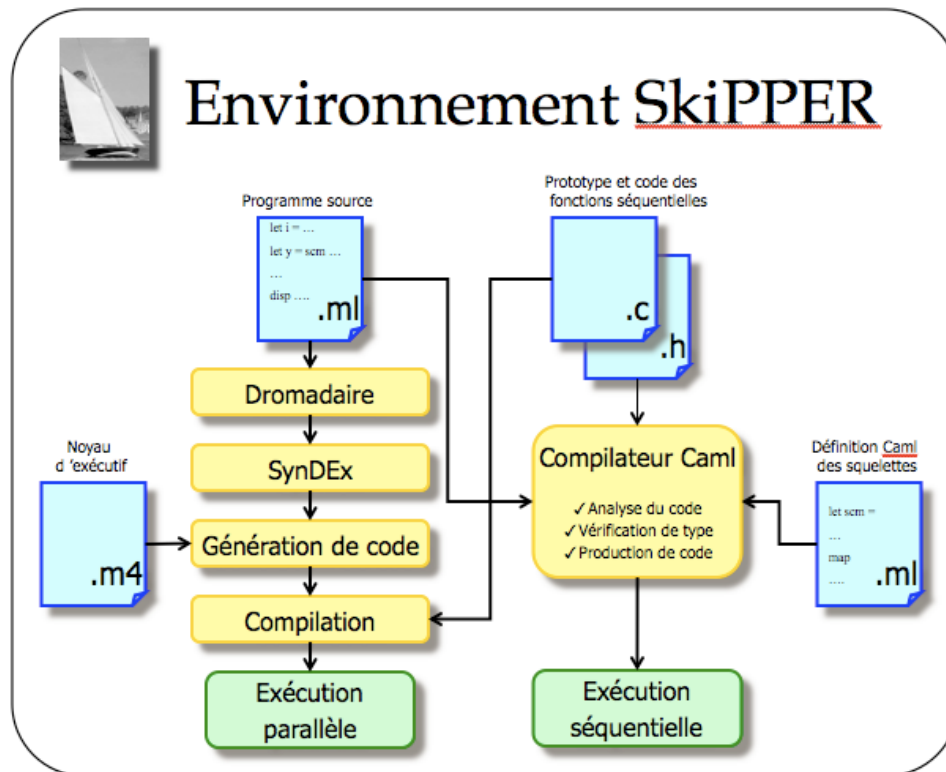 Environnement SkiPPER
Programme source
let i = ...
let y = scm ...
...
disp ....
.ml
Prototype et code des
fonctions séquentielles
.c
.h
Dromadaire
SynDEx
Génération de code
Compilation
Exécution
parallèle
Noyau
d 'exécutif
.m4
Compilateur Caml
✓ Analyse du code
✓ Vérification de type
✓ Production de code
Exécution
séquentielle
Définition Caml
des squelettes
let scm =
...
map
....
.ml